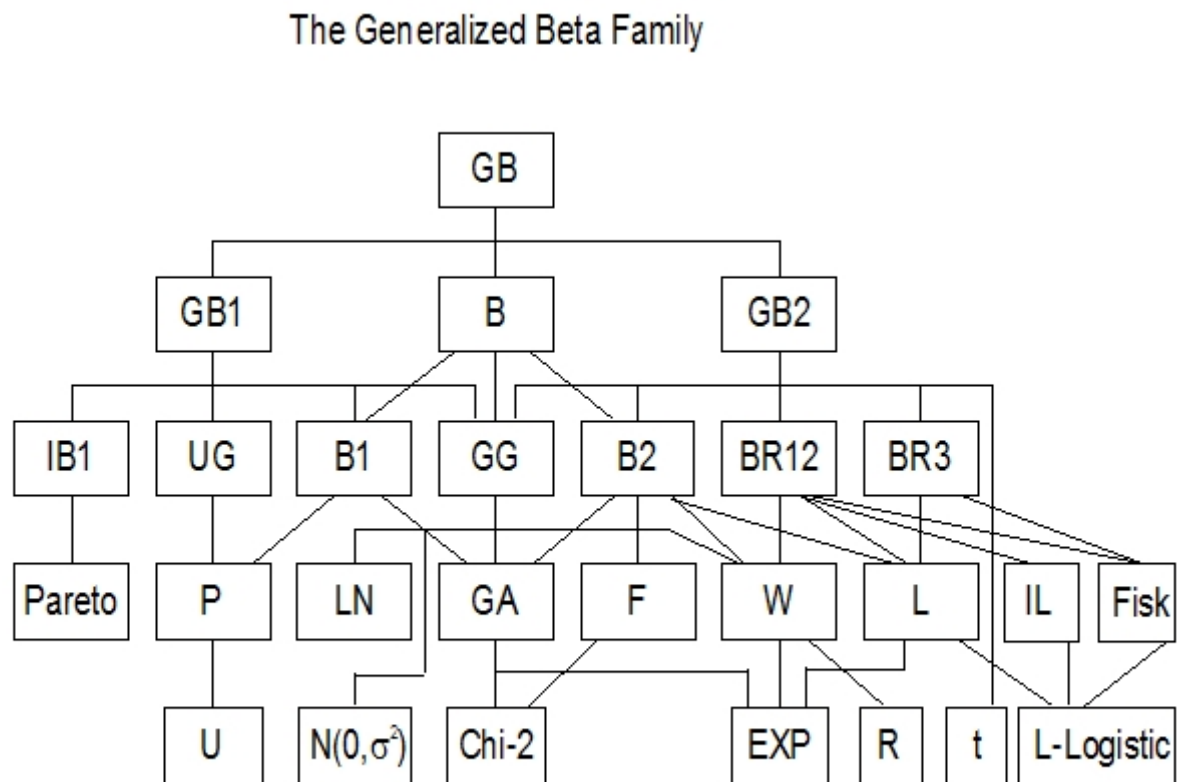 The Generalized Beta Family
GB
GB1 B GB2
IB1 UG B1 GG B2 BR12 BR3
Pareto P LN GA F W L IL Fisk
U N(0,σ²) Chi-2 EXP R t L-Logistic